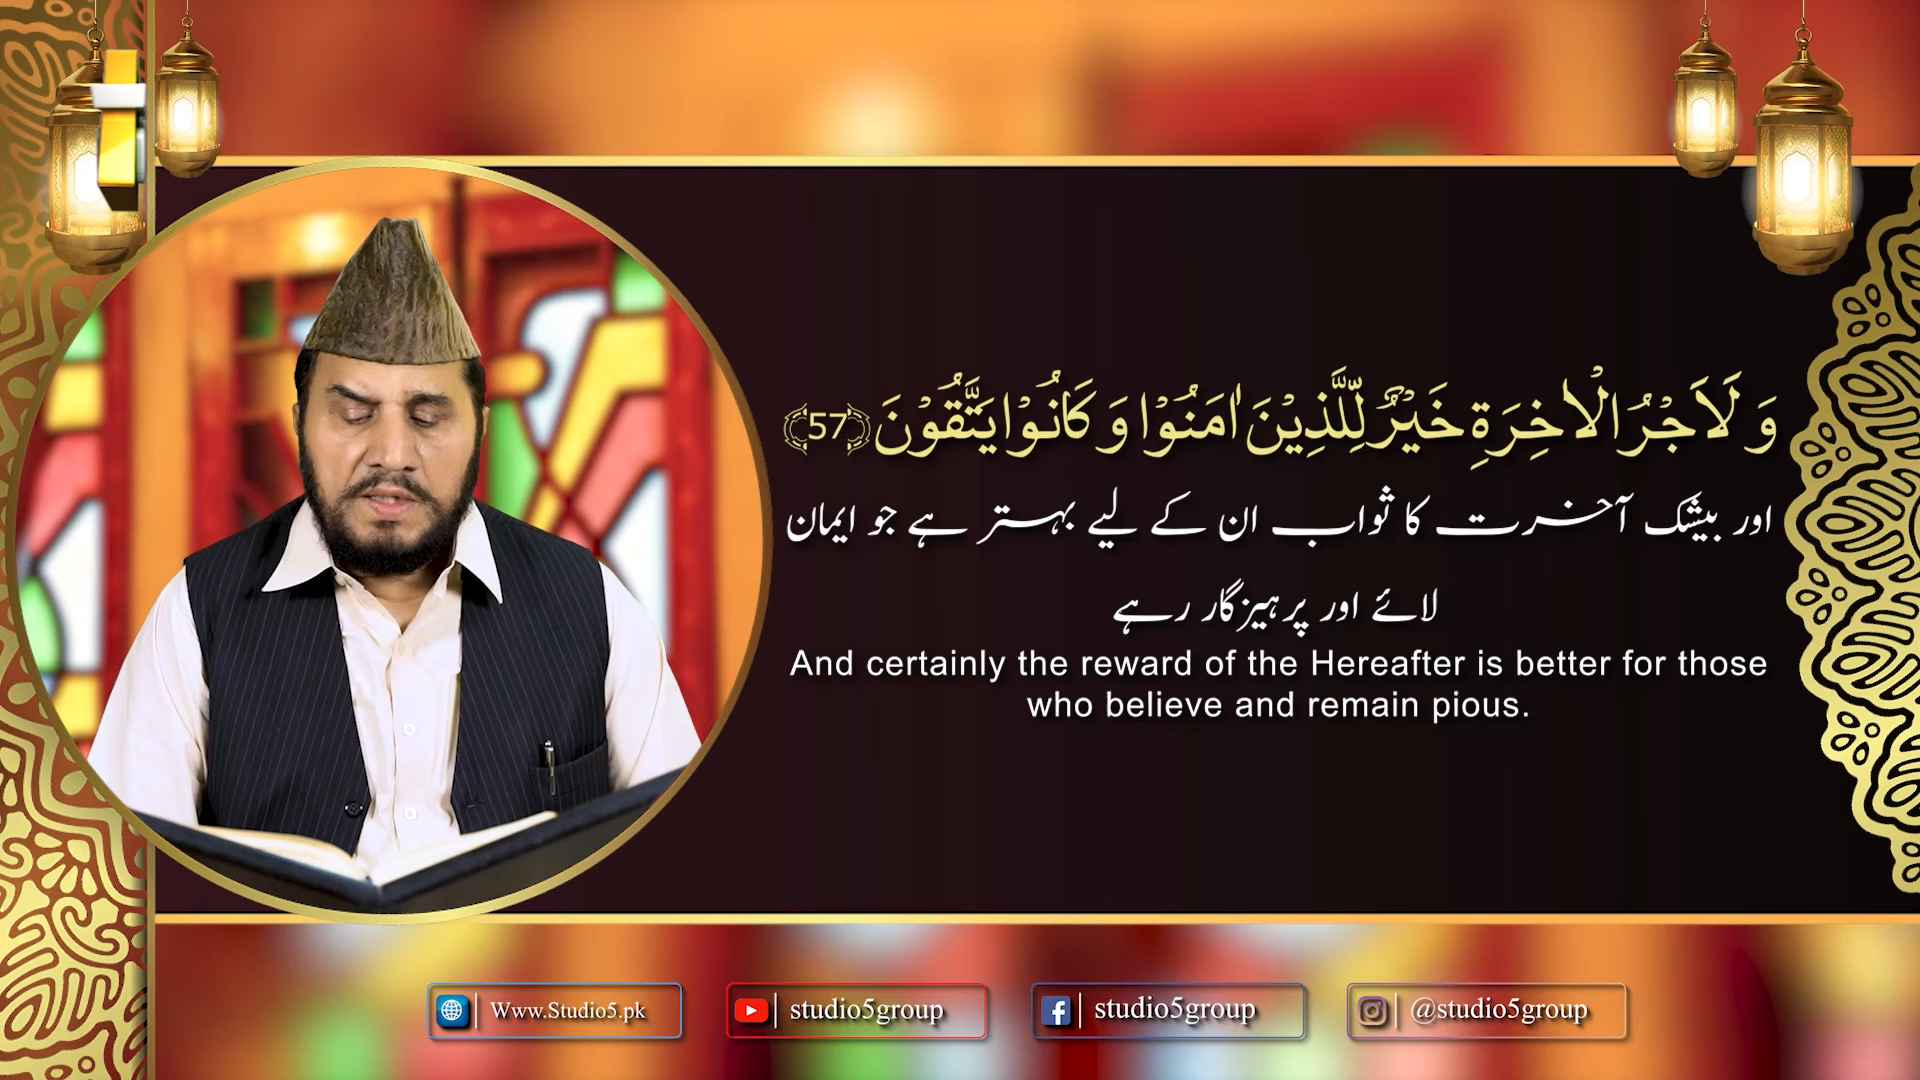 وَ لَاَجْرُ الْاٰخِرَةِ خَیْرٌ لِّلَّذِیْنَ اٰمَنُوْا وَ كَانُوْا یَتَّقُوْنَ ﴿57﴾
اور بیشک آخرت کا ثواب ان کے لیے بہتر ہے جو ایمان
لائے اور پرہیزگار رہے
And certainly the reward of the Hereafter is better for those
who believe and remain pious.
Www.Studio5.pk
studio5group
studio5group
@studio5group